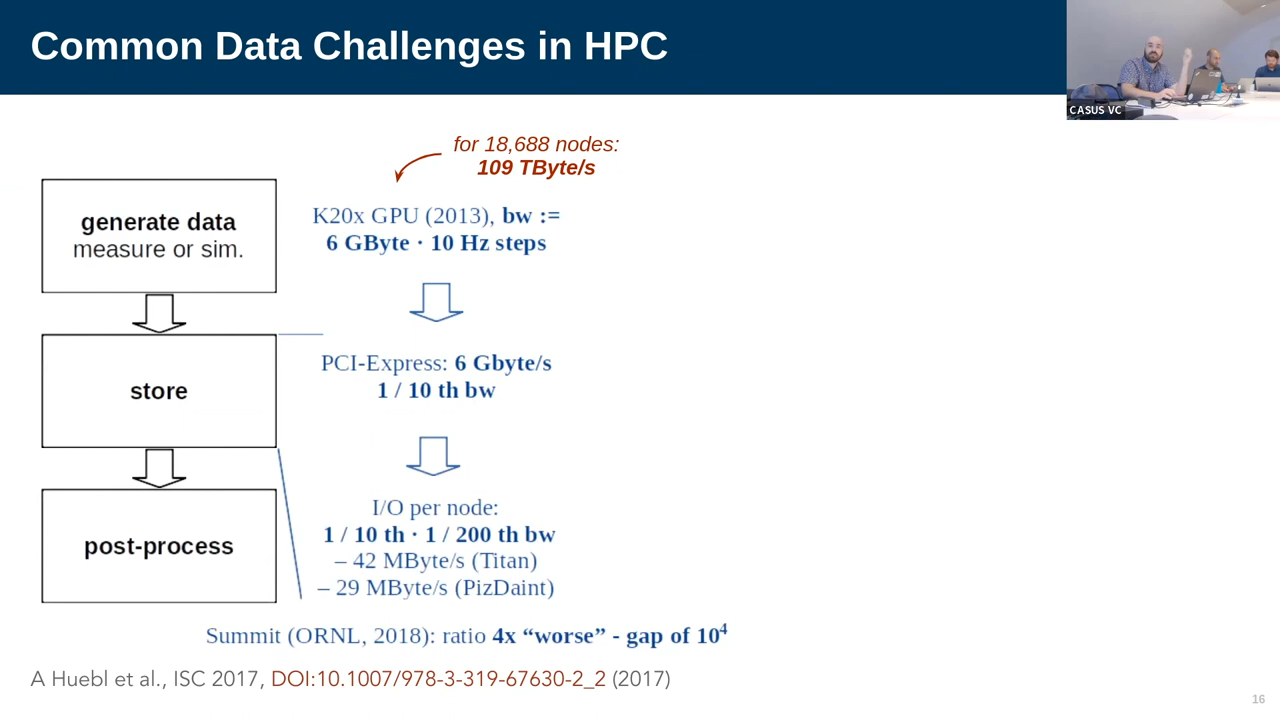 Common Data Challenges in HPC
CASUS VC
for 18,688 nodes:
109 TByte/s
generate data
measure or sim.
K20x GPU (2013), bw :=
6 GByte · 10 Hz steps
store
PCI-Express: 6 Gbyte/s
1 / 10 th bw
post-process
I/O per node:
1 / 10 th · 1 / 200 th bw
– 42 MByte/s (Titan)
– 29 MByte/s (PizDaint)
Summit (ORNL, 2018): ratio 4x “worse” - gap of 10⁴
A Huebl et al., ISC 2017, DOI:10.1007/978-3-319-67630-2_2 (2017)
16